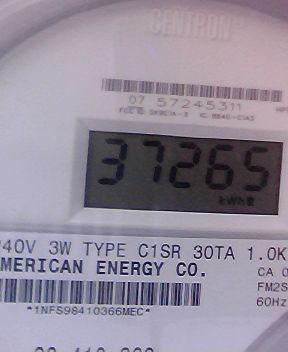 CENTRON
07 57245311
37265
kWh
240V 3W TYPE C1SR 30TA 1.0K
MERICAN ENERGY CO.
CA 0
FM2S
60Hz
*1NFS98410366MEC*